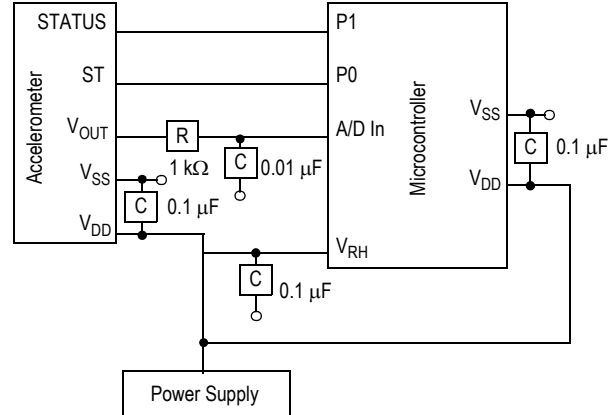 STATUS
ST
V_OUT
V_SS
V_DD
Accelerometer
R
1 kΩ
C
0.01 μF
C
0.1 μF
C
0.1 μF
P1
P0
A/D In
V_RH
Microcontroller
V_SS
V_DD
C
0.1 μF
Power Supply